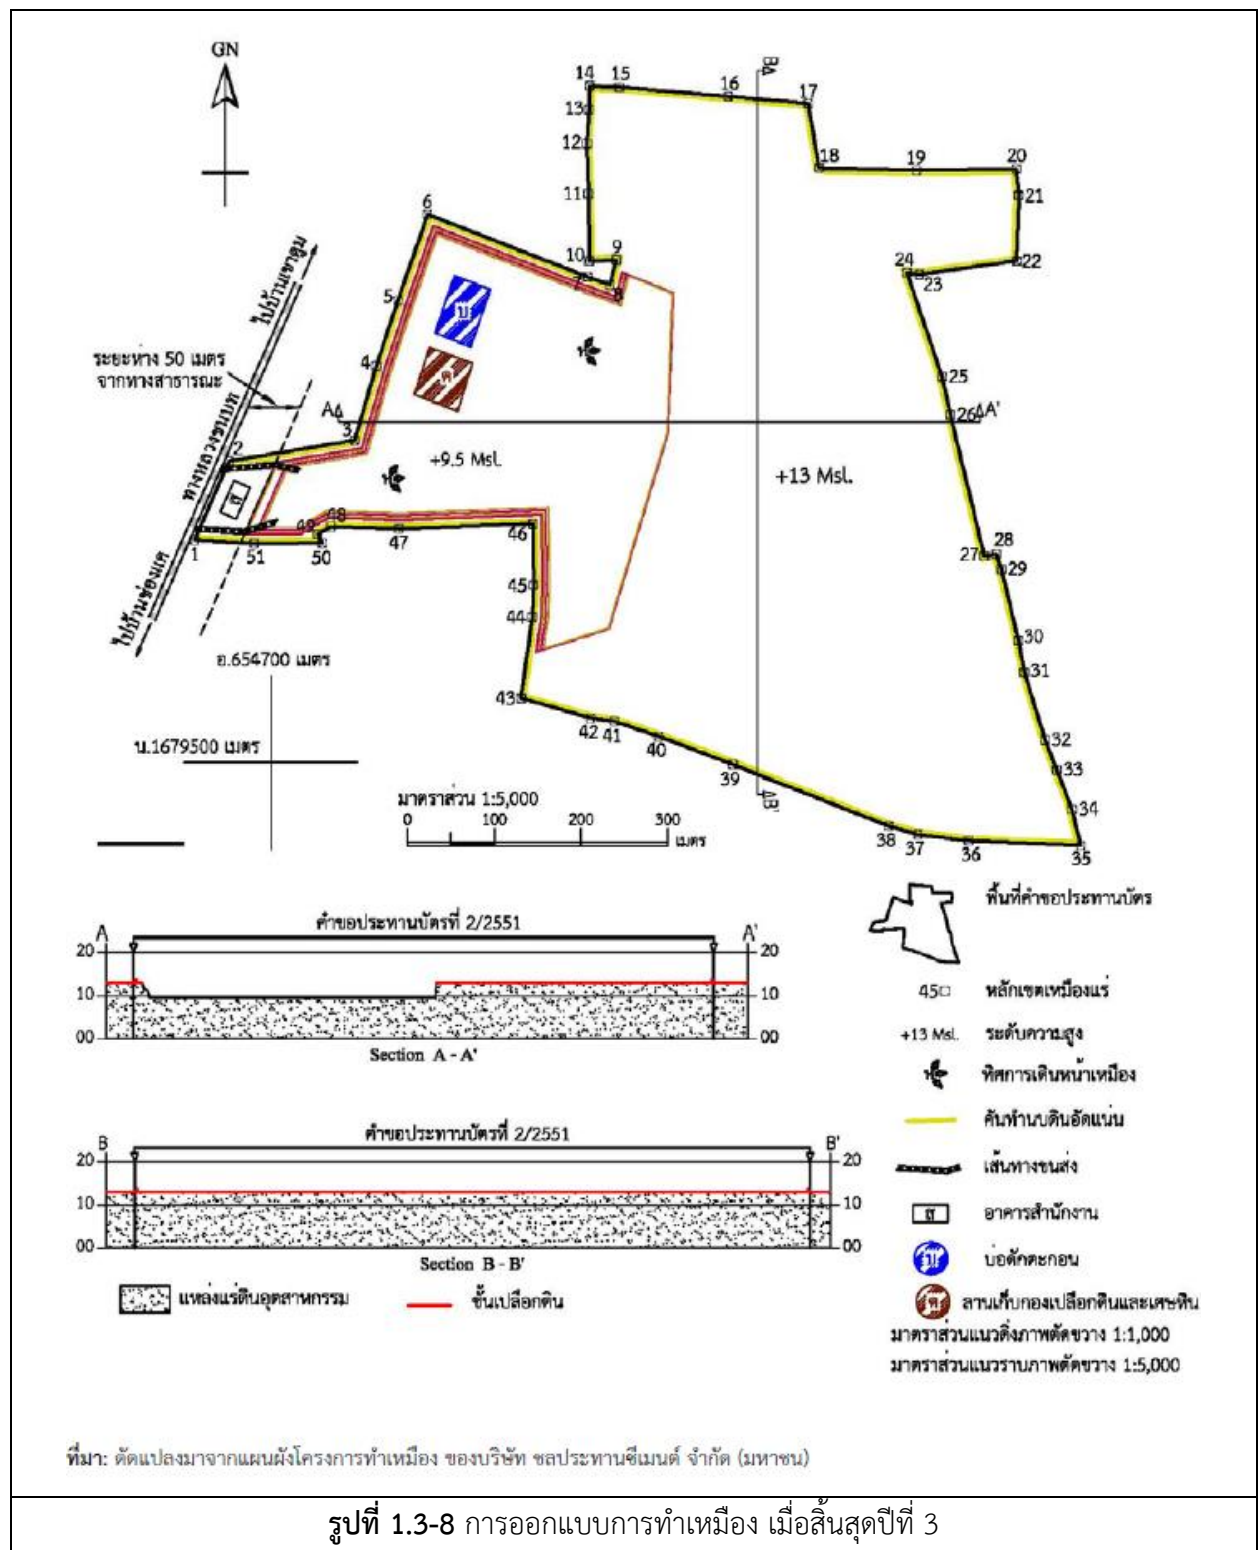 GN
14 15 16 17
B
13
12
11
18 19 20
21
6
10 9
24 23 22
7 8
ไปบ้านเขาดูม
5
บ
ระยะห่าง 50 เมตร
จากทางสาธารณะ
4
ค
25
A
26 A'
3
ทางหลวงชนบท
2
+9.5 Msl.
+13 Msl.
ส
49 48
46
1 51 50 47
27 28
29
ไปบ้านช่องแค
45
44
30
อ.654700 เมตร
31
43
42 41
40
32
น.1679500 เมตร
39
33
มาตราส่วน 1:5,000
B'
0 100 200 300
เมตร
34
38 37 36 35
พื้นที่คำขอประทานบัตร
คำขอประทานบัตรที่ 2/2551
A A'
20 20
10 10
00 00
Section A - A'
45 หลักเขตเหมืองแร่
+13 Msl. ระดับความสูง
ทิศการเดินหน้าเหมือง
คันทำนบดินอัดแน่น
คำขอประทานบัตรที่ 2/2551
B B'
20 20
10 10
00 00
Section B - B'
เส้นทางขนส่ง
ส อาคารสำนักงาน
บ บ่อดักตะกอน
แหล่งแร่ดินอุตสาหกรรม ชั้นเปลือกดิน
ค ลานเก็บกองเปลือกดินและเศษหิน
มาตราส่วนแนวดิ่งภาพตัดขวาง 1:1,000
มาตราส่วนแนวราบภาพตัดขวาง 1:5,000
ที่มา: ดัดแปลงมาจากแผนผังโครงการทำเหมือง ของบริษัท ชลประทานซีเมนต์ จำกัด (มหาชน)
รูปที่ 1.3-8 การออกแบบการทำเหมือง เมื่อสิ้นสุดปีที่ 3